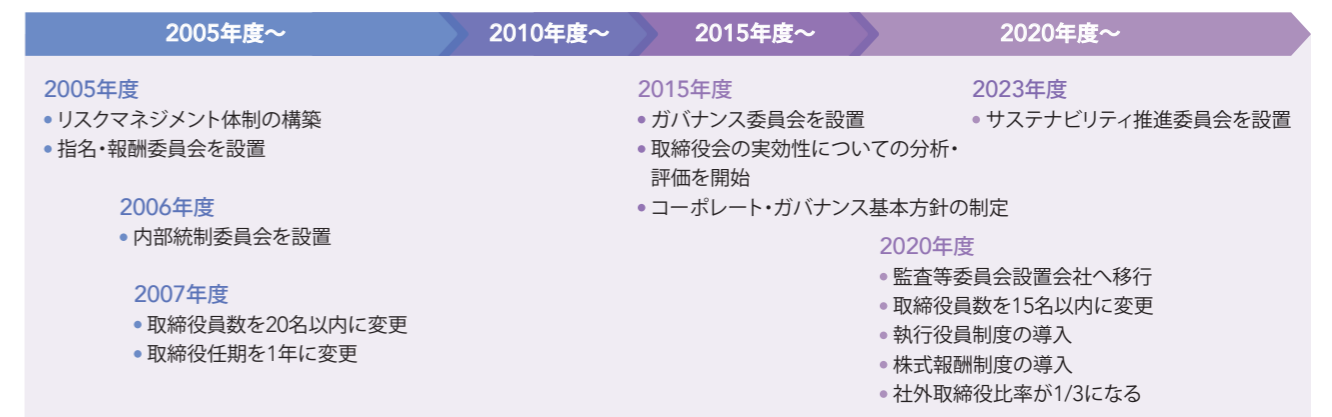 2005年度～
2010年度～
2015年度～
2020年度～
2005年度
•リスクマネジメント体制の構築
•指名・報酬委員会を設置
2006年度
•内部統制委員会を設置
2007年度
•取締役員数を20名以内に変更
•取締役任期を1年に変更
2015年度
•ガバナンス委員会を設置
•取締役会の実効性についての分析・
評価を開始
•コーポレート・ガバナンス基本方針の制定
2020年度
•監査等委員会設置会社へ移行
•取締役員数を15名以内に変更
•執行役員制度の導入
•株式報酬制度の導入
•社外取締役比率が1/3になる
2023年度
•サステナビリティ推進委員会を設置